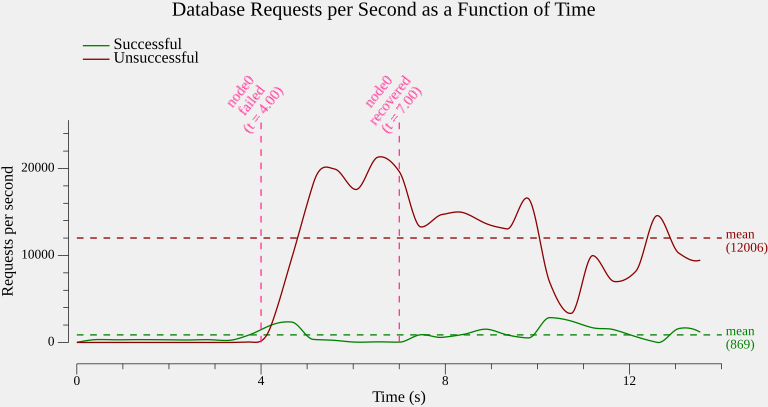 Database Requests per Second as a Function of Time
Successful
Unsuccessful
node0
failed
(t = 4.00)
node0
recovered
(t = 7.00)
Requests per second
20000
10000
0
mean
(12006)
mean
(869)
0
4
8
12
Time (s)